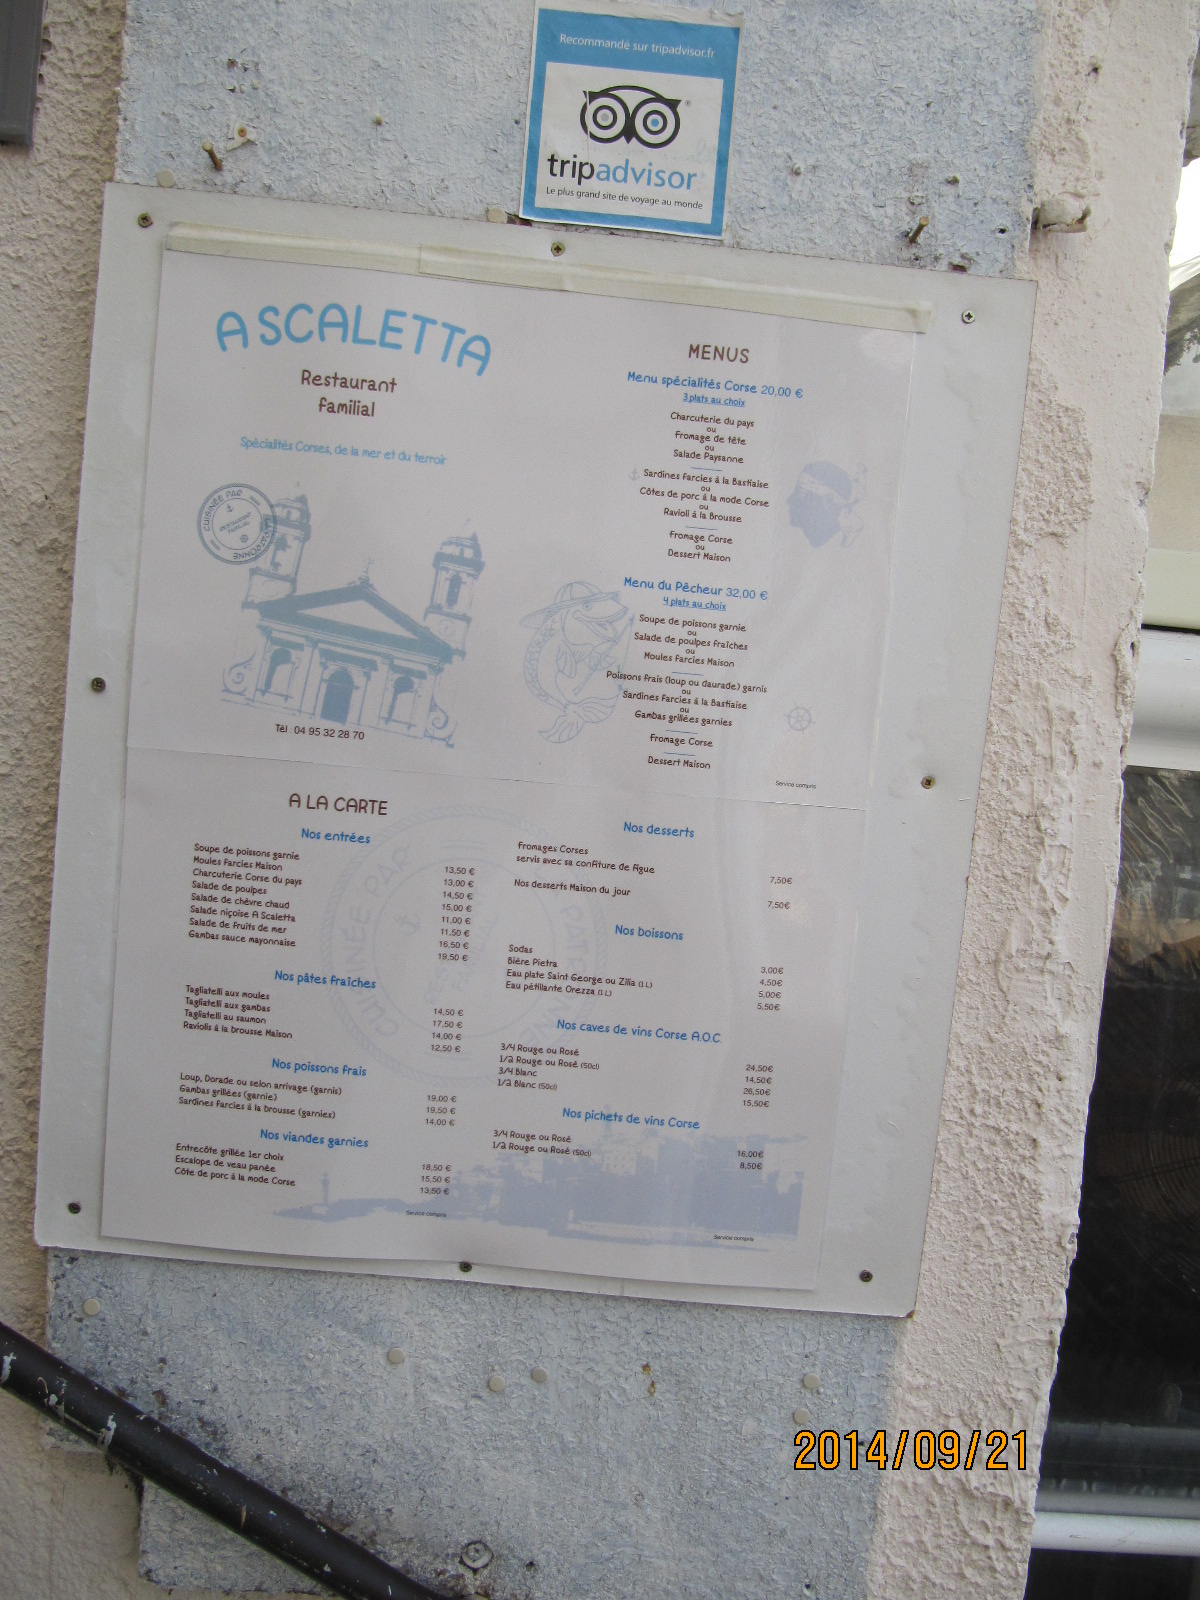 Recommandé sur tripadvisor.fr
tripadvisor®
Le plus grand site de voyage au monde
A SCALETTA
Restaurant
familial
Spécialités Corses, de la mer et du terroir
CUISINÉE PAR
LA PATRONNE
RESTAURANT
FAMILIAL
Tél : 04 95 32 28 70
MENUS
Menu spécialités Corse 20,00 €
3 plats au choix
Charcuterie du pays
ou
Fromage de tête
ou
Salade Paysanne
Sardines farcies à la Bastiaise
ou
Côtes de porc à la mode Corse
ou
Ravioli à la Brousse
Fromage Corse
ou
Dessert Maison
Menu du Pêcheur 32,00 €
4 plats au choix
Soupe de poissons garnie
ou
Salade de poulpes fraîches
ou
Moules Farcies Maison
Poissons frais (loup ou daurade) garnis
ou
Sardines Farcies à la Bastiaise
ou
Gambas grillées garnies
Fromage Corse
Dessert Maison
Service compris
A LA CARTE
Nos entrées
Soupe de poissons garnie 13,50 €
Moules Farcies Maison 13,00 €
Charcuterie Corse du pays 14,50 €
Salade de poulpes 15,00 €
Salade de chèvre chaud 11,00 €
Salade niçoise A Scaletta 11,50 €
Salade de fruits de mer 16,50 €
Gambas sauce mayonnaise 19,50 €
Nos pâtes fraîches
Tagliatelli aux moules 14,50 €
Tagliatelli aux gambas 17,50 €
Tagliatelli au saumon 14,00 €
Raviolis à la brousse Maison 12,50 €
Nos poissons frais
Loup, Dorade ou selon arrivage (garnis) 19,00 €
Gambas grillées (garnie) 19,50 €
Sardines farcies à la brousse (garnies) 14,00 €
Nos viandes garnies
Entrecôte grillée 1er choix 18,50 €
Escalope de veau panée 15,50 €
Côte de porc à la mode Corse 13,50 €
Service compris
Nos desserts
Fromages Corses
servis avec sa confiture de figue 7,50€
Nos desserts Maison du jour 7,50€
Nos boissons
Sodas 3,00€
Bière Pietra 4,50€
Eau plate Saint George ou Zilia (1 L) 5,00€
Eau pétillante Orezza (1 L) 5,50€
Nos caves de vins Corse A.O.C.
3/4 Rouge ou Rosé 24,50€
1/2 Rouge ou Rosé (50cl) 14,50€
3/4 Blanc 26,50€
1/2 Blanc (50cl) 15,50€
Nos pichets de vins Corse
3/4 Rouge ou Rosé 16,00€
1/2 Rouge ou Rosé (50cl) 8,50€
Service compris
2014/09/21